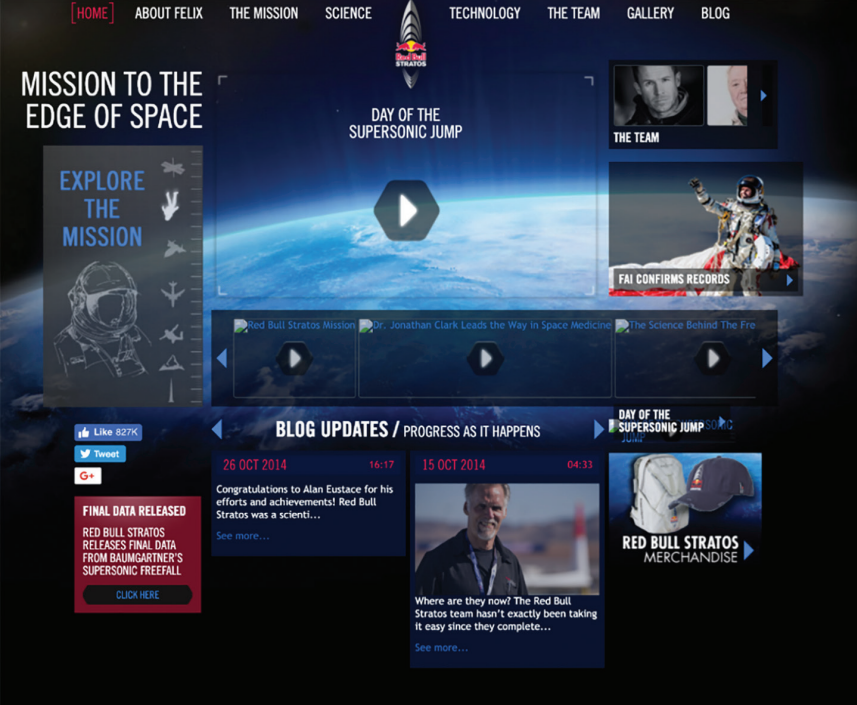 [HOME]
ABOUT FELIX
THE MISSION
SCIENCE
Red Bull
STRATOS
TECHNOLOGY
THE TEAM
GALLERY
BLOG
MISSION TO THE
EDGE OF SPACE
EXPLORE
THE
MISSION
DAY OF THE
SUPERSONIC JUMP
THE TEAM
FAI CONFIRMS RECORDS
Red Bull Stratos Mission
Dr. Jonathan Clark Leads the Way in Space Medicine
The Science Behind The Fre
Like 827K
Tweet
G+
FINAL DATA RELEASED
RED BULL STRATOS
RELEASES FINAL DATA
FROM BAUMGARTNER'S
SUPERSONIC FREEFALL
CLICK HERE
BLOG UPDATES / PROGRESS AS IT HAPPENS
26 OCT 2014 16:17
Congratulations to Alan Eustace for his
efforts and achievements! Red Bull
Stratos was a scienti...
See more...
15 OCT 2014 04:33
Where are they now? The Red Bull
Stratos team hasn't exactly been taking
it easy since they complete...
See more...
DAY OF THE
SUPERSONIC JUMP
JUMP
RED BULL STRATOS
MERCHANDISE